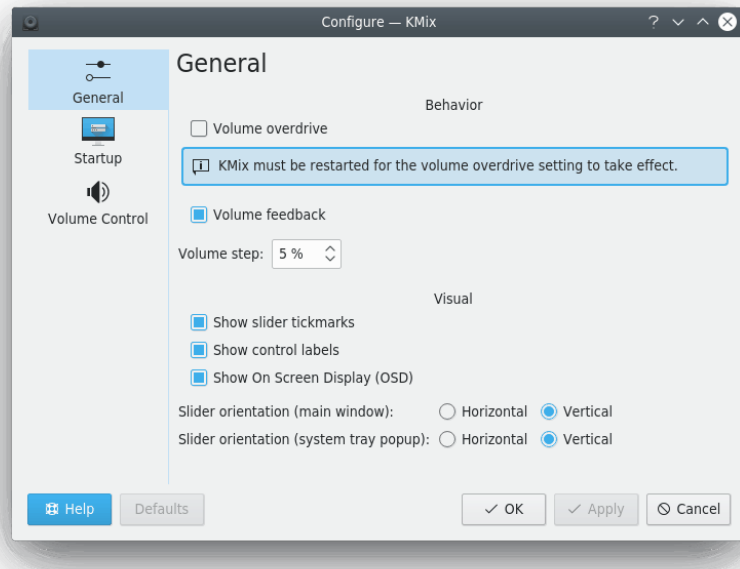 Configure — KMix
General
Startup
Volume Control
General
Behavior
Volume overdrive
KMix must be restarted for the volume overdrive setting to take effect.
Volume feedback
Volume step: 5 %
Visual
Show slider tickmarks
Show control labels
Show On Screen Display (OSD)
Slider orientation (main window): Horizontal Vertical
Slider orientation (system tray popup): Horizontal Vertical
Help Defaults OK Apply Cancel